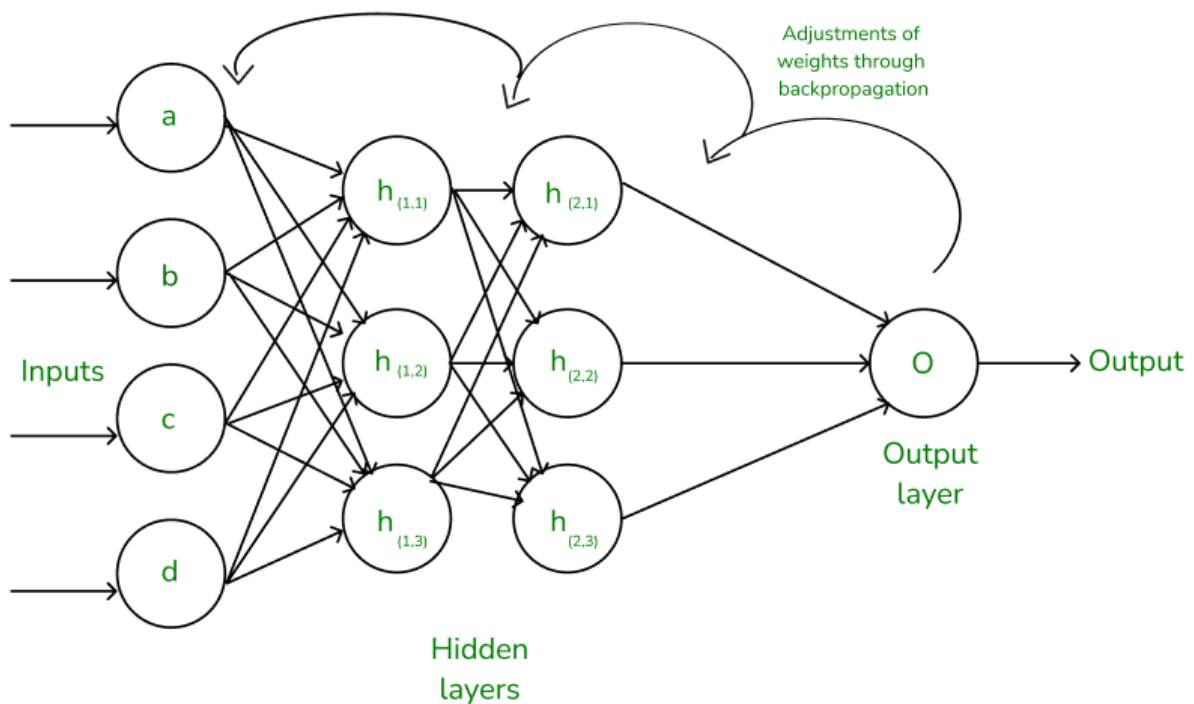 Adjustments of
weights through
backpropagation
a
b
c
d
Inputs
h (1,1)
h (1,2)
h (1,3)
h (2,1)
h (2,2)
h (2,3)
Hidden
layers
O
Output
layer
Output